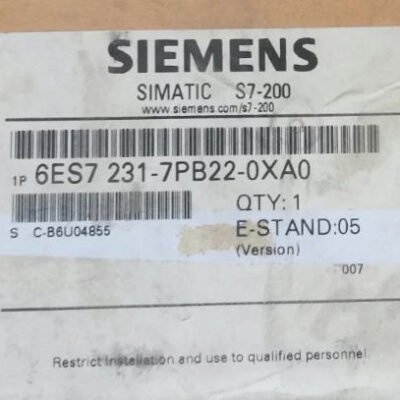 SIEMENS
SIMATIC S7-200
www.siemens.com/s7-200
1P 6ES7 231-7PB22-0XA0
QTY: 1
S C-B6U04855
E-STAND:05
(Version)
007
Restrict installation and use to qualified personnel